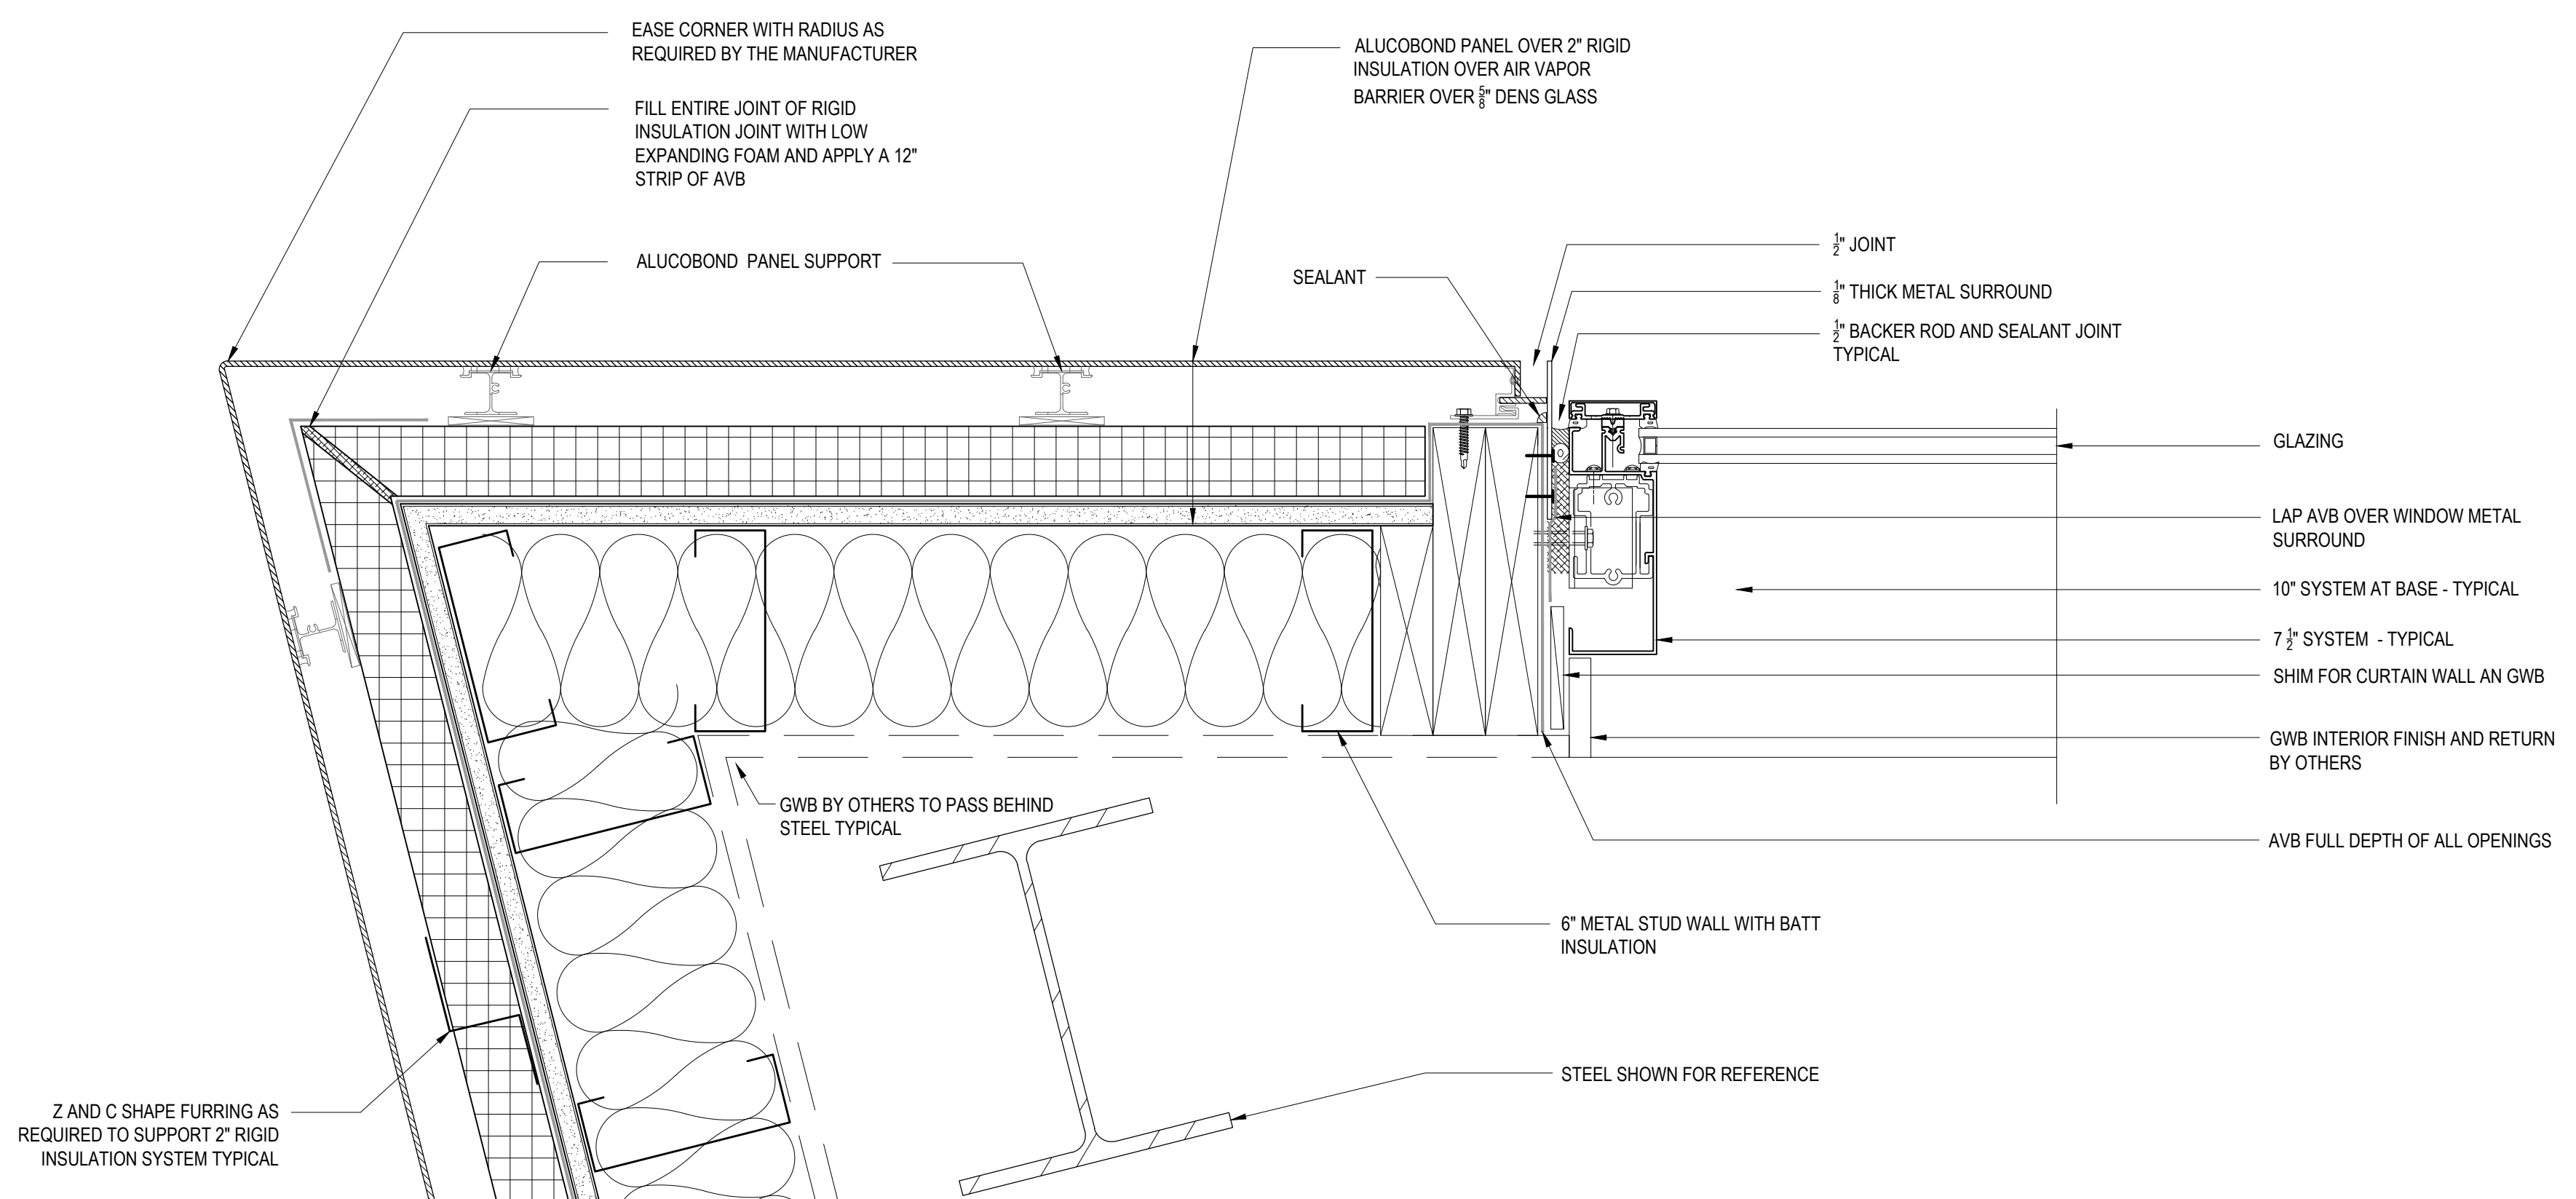 EASE CORNER WITH RADIUS AS
REQUIRED BY THE MANUFACTURER
FILL ENTIRE JOINT OF RIGID
INSULATION JOINT WITH LOW
EXPANDING FOAM AND APPLY A 12"
STRIP OF AVB
ALUCOBOND PANEL SUPPORT
ALUCOBOND PANEL OVER 2" RIGID
INSULATION OVER AIR VAPOR
BARRIER OVER 5/8" DENS GLASS
SEALANT
1/2" JOINT
1/8" THICK METAL SURROUND
1/2" BACKER ROD AND SEALANT JOINT
TYPICAL
GLAZING
LAP AVB OVER WINDOW METAL
SURROUND
10" SYSTEM AT BASE - TYPICAL
7 1/2" SYSTEM - TYPICAL
SHIM FOR CURTAIN WALL AN GWB
GWB INTERIOR FINISH AND RETURN
BY OTHERS
AVB FULL DEPTH OF ALL OPENINGS
GWB BY OTHERS TO PASS BEHIND
STEEL TYPICAL
6" METAL STUD WALL WITH BATT
INSULATION
STEEL SHOWN FOR REFERENCE
Z AND C SHAPE FURRING AS
REQUIRED TO SUPPORT 2" RIGID
INSULATION SYSTEM TYPICAL